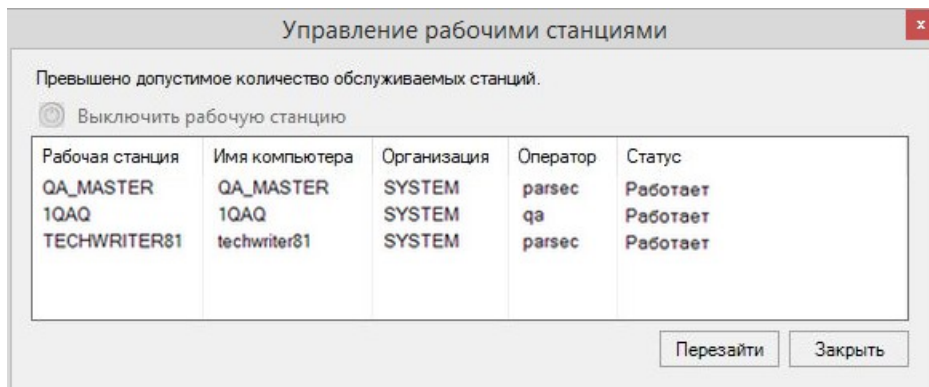 Управление рабочими станциями
x
Превышено допустимое количество обслуживаемых станций.
Выключить рабочую станцию
Рабочая станция Имя компьютера Организация Оператор Статус
QA_MASTER QA_MASTER SYSTEM parsec Работает
1QAQ 1QAQ SYSTEM qa Работает
TECHWRITER81 techwriter81 SYSTEM parsec Работает
Перезайти Закрыть